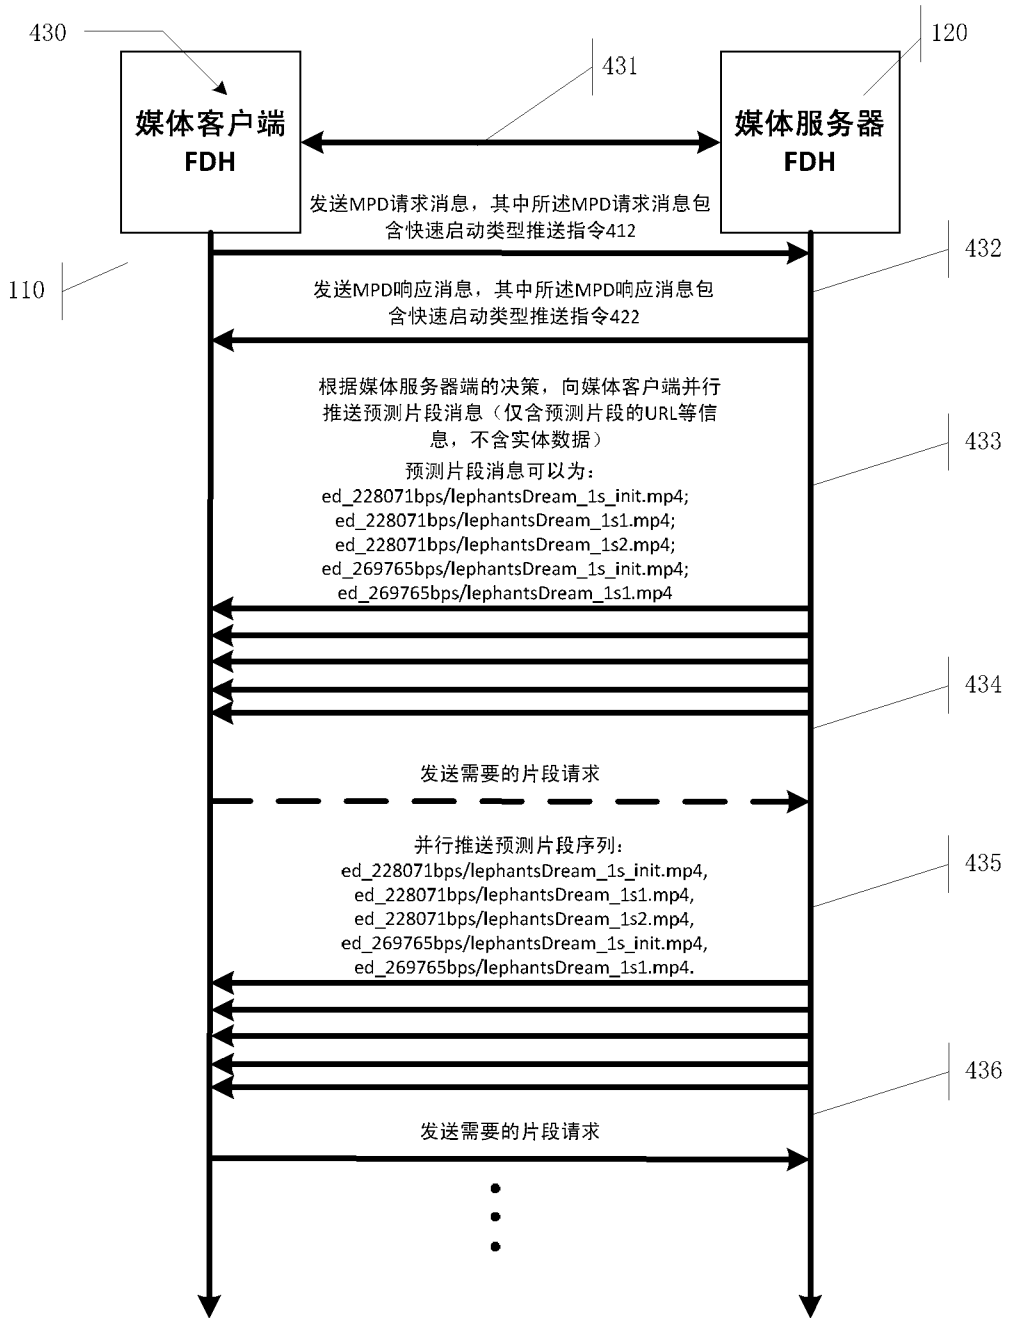 430
120
431
媒体客户端
FDH
媒体服务器
FDH
发送MPD请求消息，其中所述MPD请求消息包
含快速启动类型推送指令412
432
110
发送MPD响应消息，其中所述MPD响应消息包
含快速启动类型推送指令422
根据媒体服务器端的决策，向媒体客户端并行
推送预测片段消息（仅含预测片段的URL等信
息，不含实体数据）
433
预测片段消息可以为：
ed_228071bps/lephantsDream_1s_init.mp4;
ed_228071bps/lephantsDream_1s1.mp4;
ed_228071bps/lephantsDream_1s2.mp4;
ed_269765bps/lephantsDream_1s_init.mp4;
ed_269765bps/lephantsDream_1s1.mp4
434
发送需要的片段请求
并行推送预测片段序列：
435
ed_228071bps/lephantsDream_1s_init.mp4,
ed_228071bps/lephantsDream_1s1.mp4,
ed_228071bps/lephantsDream_1s2.mp4,
ed_269765bps/lephantsDream_1s_init.mp4,
ed_269765bps/lephantsDream_1s1.mp4.
436
发送需要的片段请求